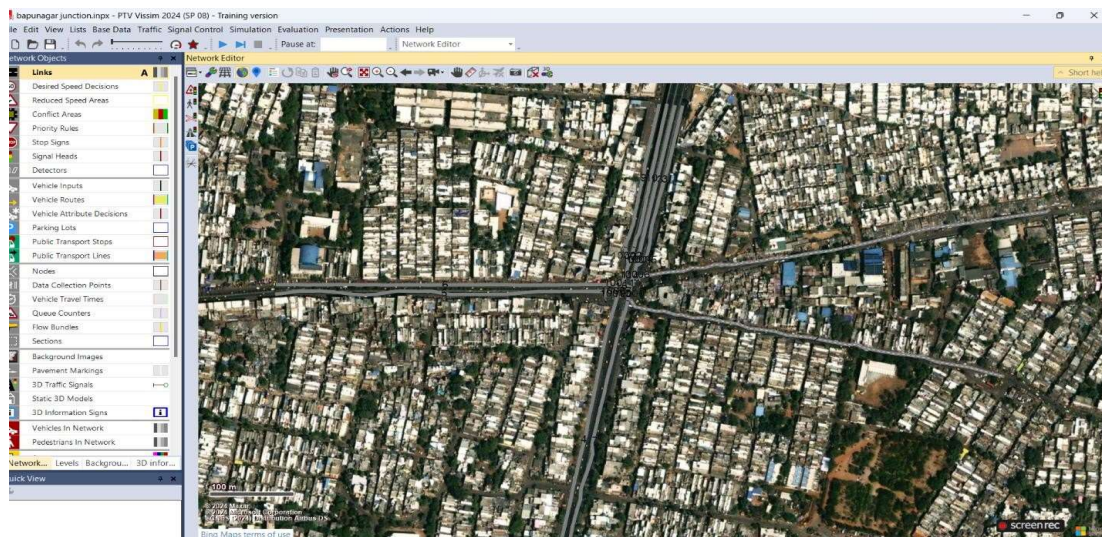 bapunagar junction.inpx - PTV Vissim 2024 (SP 08) - Training version
ile Edit View Lists Base Data Traffic Signal Control Simulation Evaluation Presentation Actions Help
Pause at: Network Editor
etwork Objects
Network Editor
Links A
Short hel
Desired Speed Decisions
Reduced Speed Areas
Conflict Areas
Priority Rules
Stop Signs
Signal Heads
Detectors
Vehicle Inputs
Vehicle Routes
Vehicle Attribute Decisions
Parking Lots
Public Transport Stops
Public Transport Lines
Nodes
Data Collection Points
Vehicle Travel Times
Queue Counters
Flow Bundles
Sections
Background Images
Pavement Markings
3D Traffic Signals
Static 3D Models
3D Information Signs
Vehicles In Network
Pedestrians In Network
Network... Levels Backgrou... 3D infor...
uick View
100 m
© 2024 Microsoft Corporation
Bing Maps terms of use
screenrec